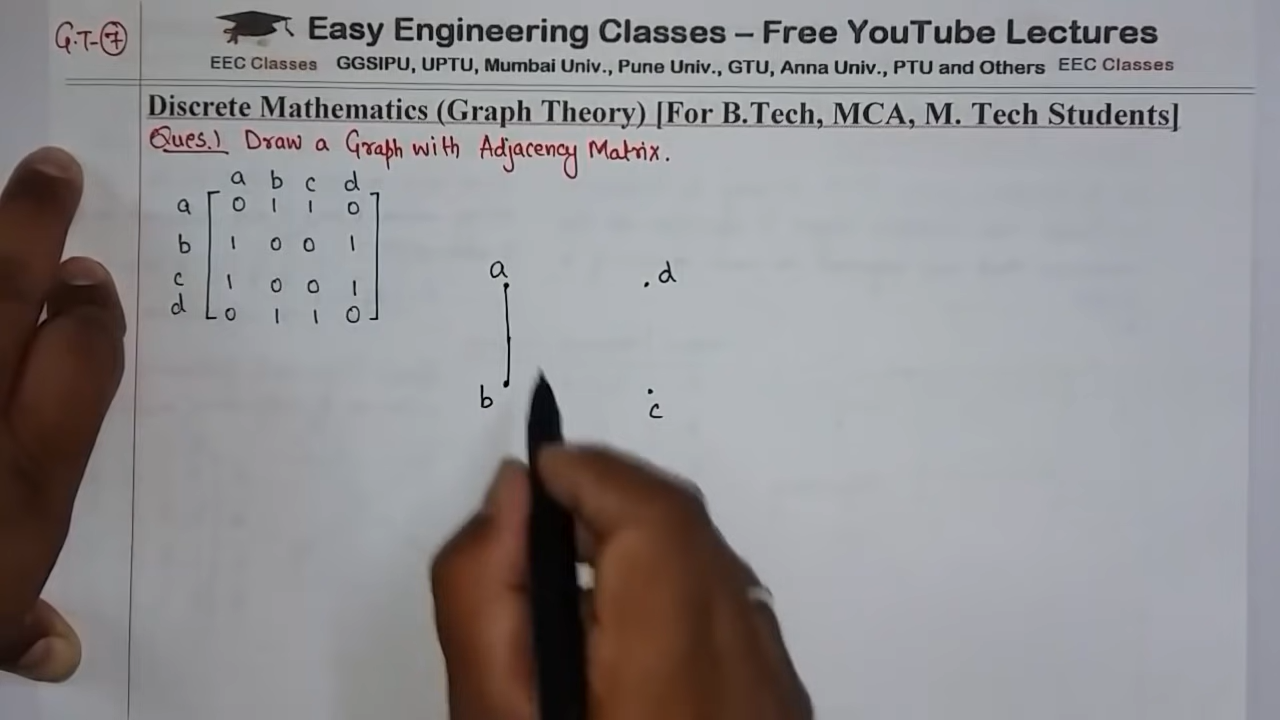 G.T-7
Easy Engineering Classes – Free YouTube Lectures
EEC Classes GGSIPU, UPTU, Mumbai Univ., Pune Univ., GTU, Anna Univ., PTU and Others EEC Classes
Discrete Mathematics (Graph Theory) [For B.Tech, MCA, M. Tech Students]
Ques.1 Draw a Graph with Adjacency Matrix.
a b c d
a 0 1 1 0
b 1 0 0 1
c 1 0 0 1
d 0 1 1 0
a d
b c